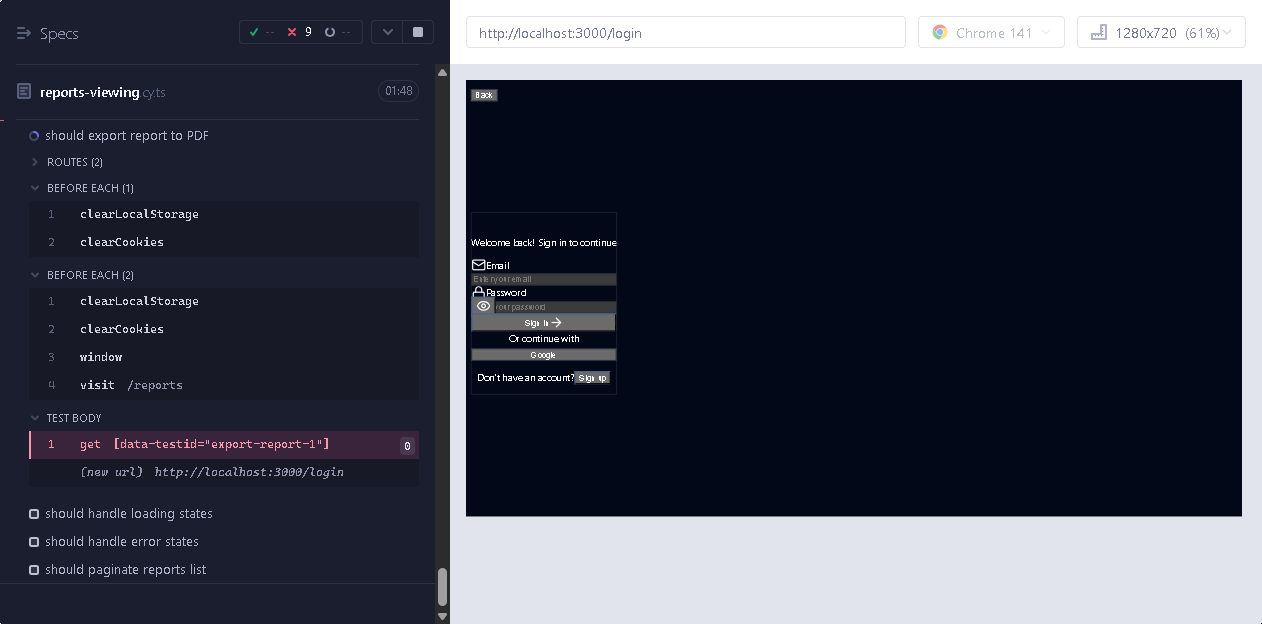 Specs
-- 9 --
reports-viewing.cy.ts 01:48
should export report to PDF
ROUTES (2)
BEFORE EACH (1)
1 clearLocalStorage
2 clearCookies
BEFORE EACH (2)
1 clearLocalStorage
2 clearCookies
3 window
4 visit /reports
TEST BODY
1 get [data-testid="export-report-1"] 0
(new url) http://localhost:3000/login
should handle loading states
should handle error states
should paginate reports list
http://localhost:3000/login
Chrome 141
1280x720 (61%)
Back
Welcome back! Sign in to continue
Email
Enter your email
Password
your password
Sign In
Or continue with
Google
Don't have an account? Sign up